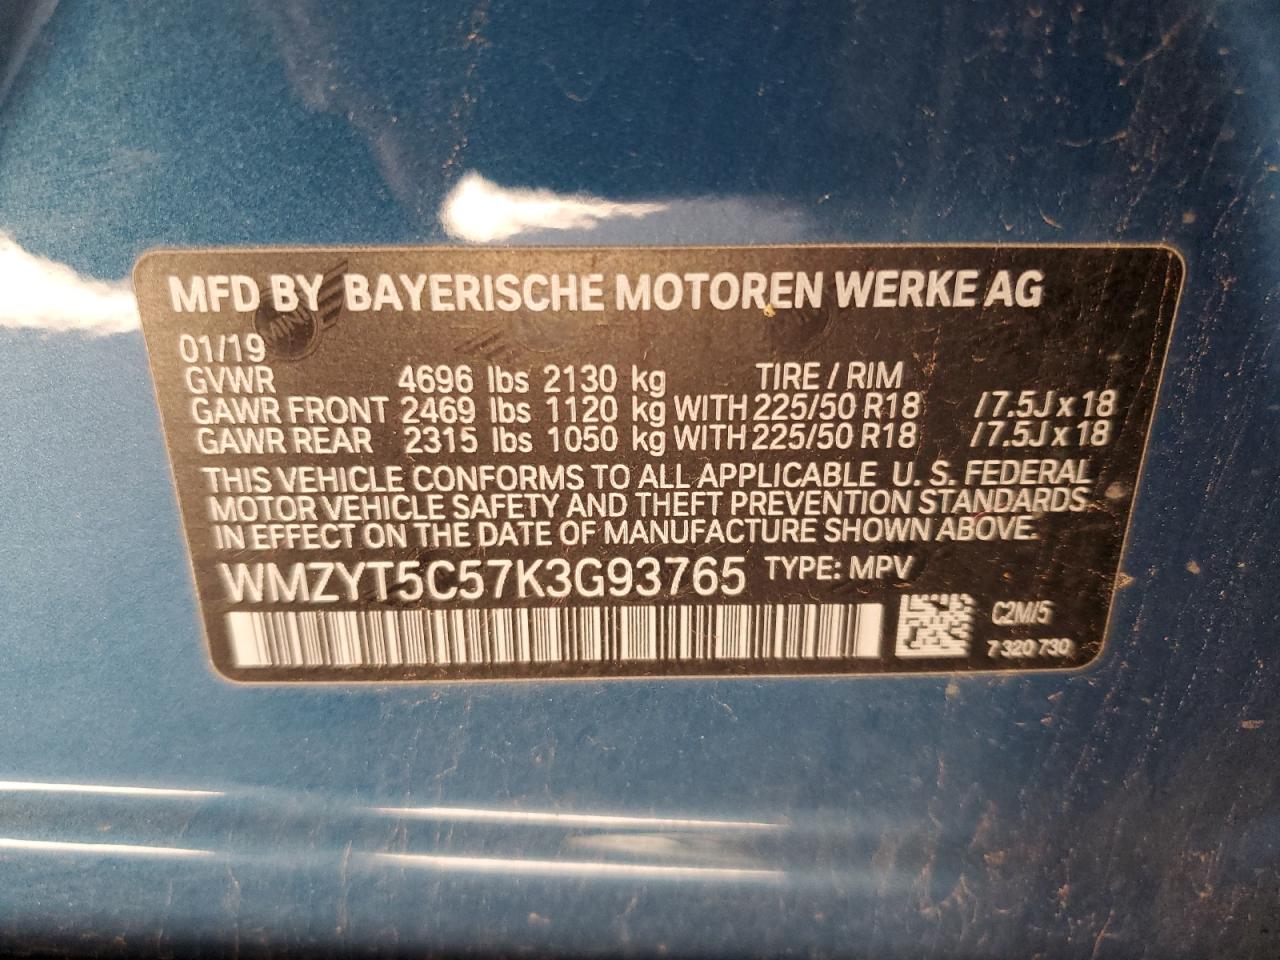 MFD BY BAYERISCHE MOTOREN WERKE AG
MINI
01/19
GVWR 4696 lbs 2130 kg TIRE / RIM
GAWR FRONT 2469 lbs 1120 kg WITH 225/50 R18 /7.5J x 18
GAWR REAR 2315 lbs 1050 kg WITH 225/50 R18 /7.5J x 18
THIS VEHICLE CONFORMS TO ALL APPLICABLE U. S. FEDERAL
MOTOR VEHICLE SAFETY AND THEFT PREVENTION STANDARDS
IN EFFECT ON THE DATE OF MANUFACTURE SHOWN ABOVE.
WMZYT5C57K3G93765 TYPE: MPV
C2M/5
7 320 730